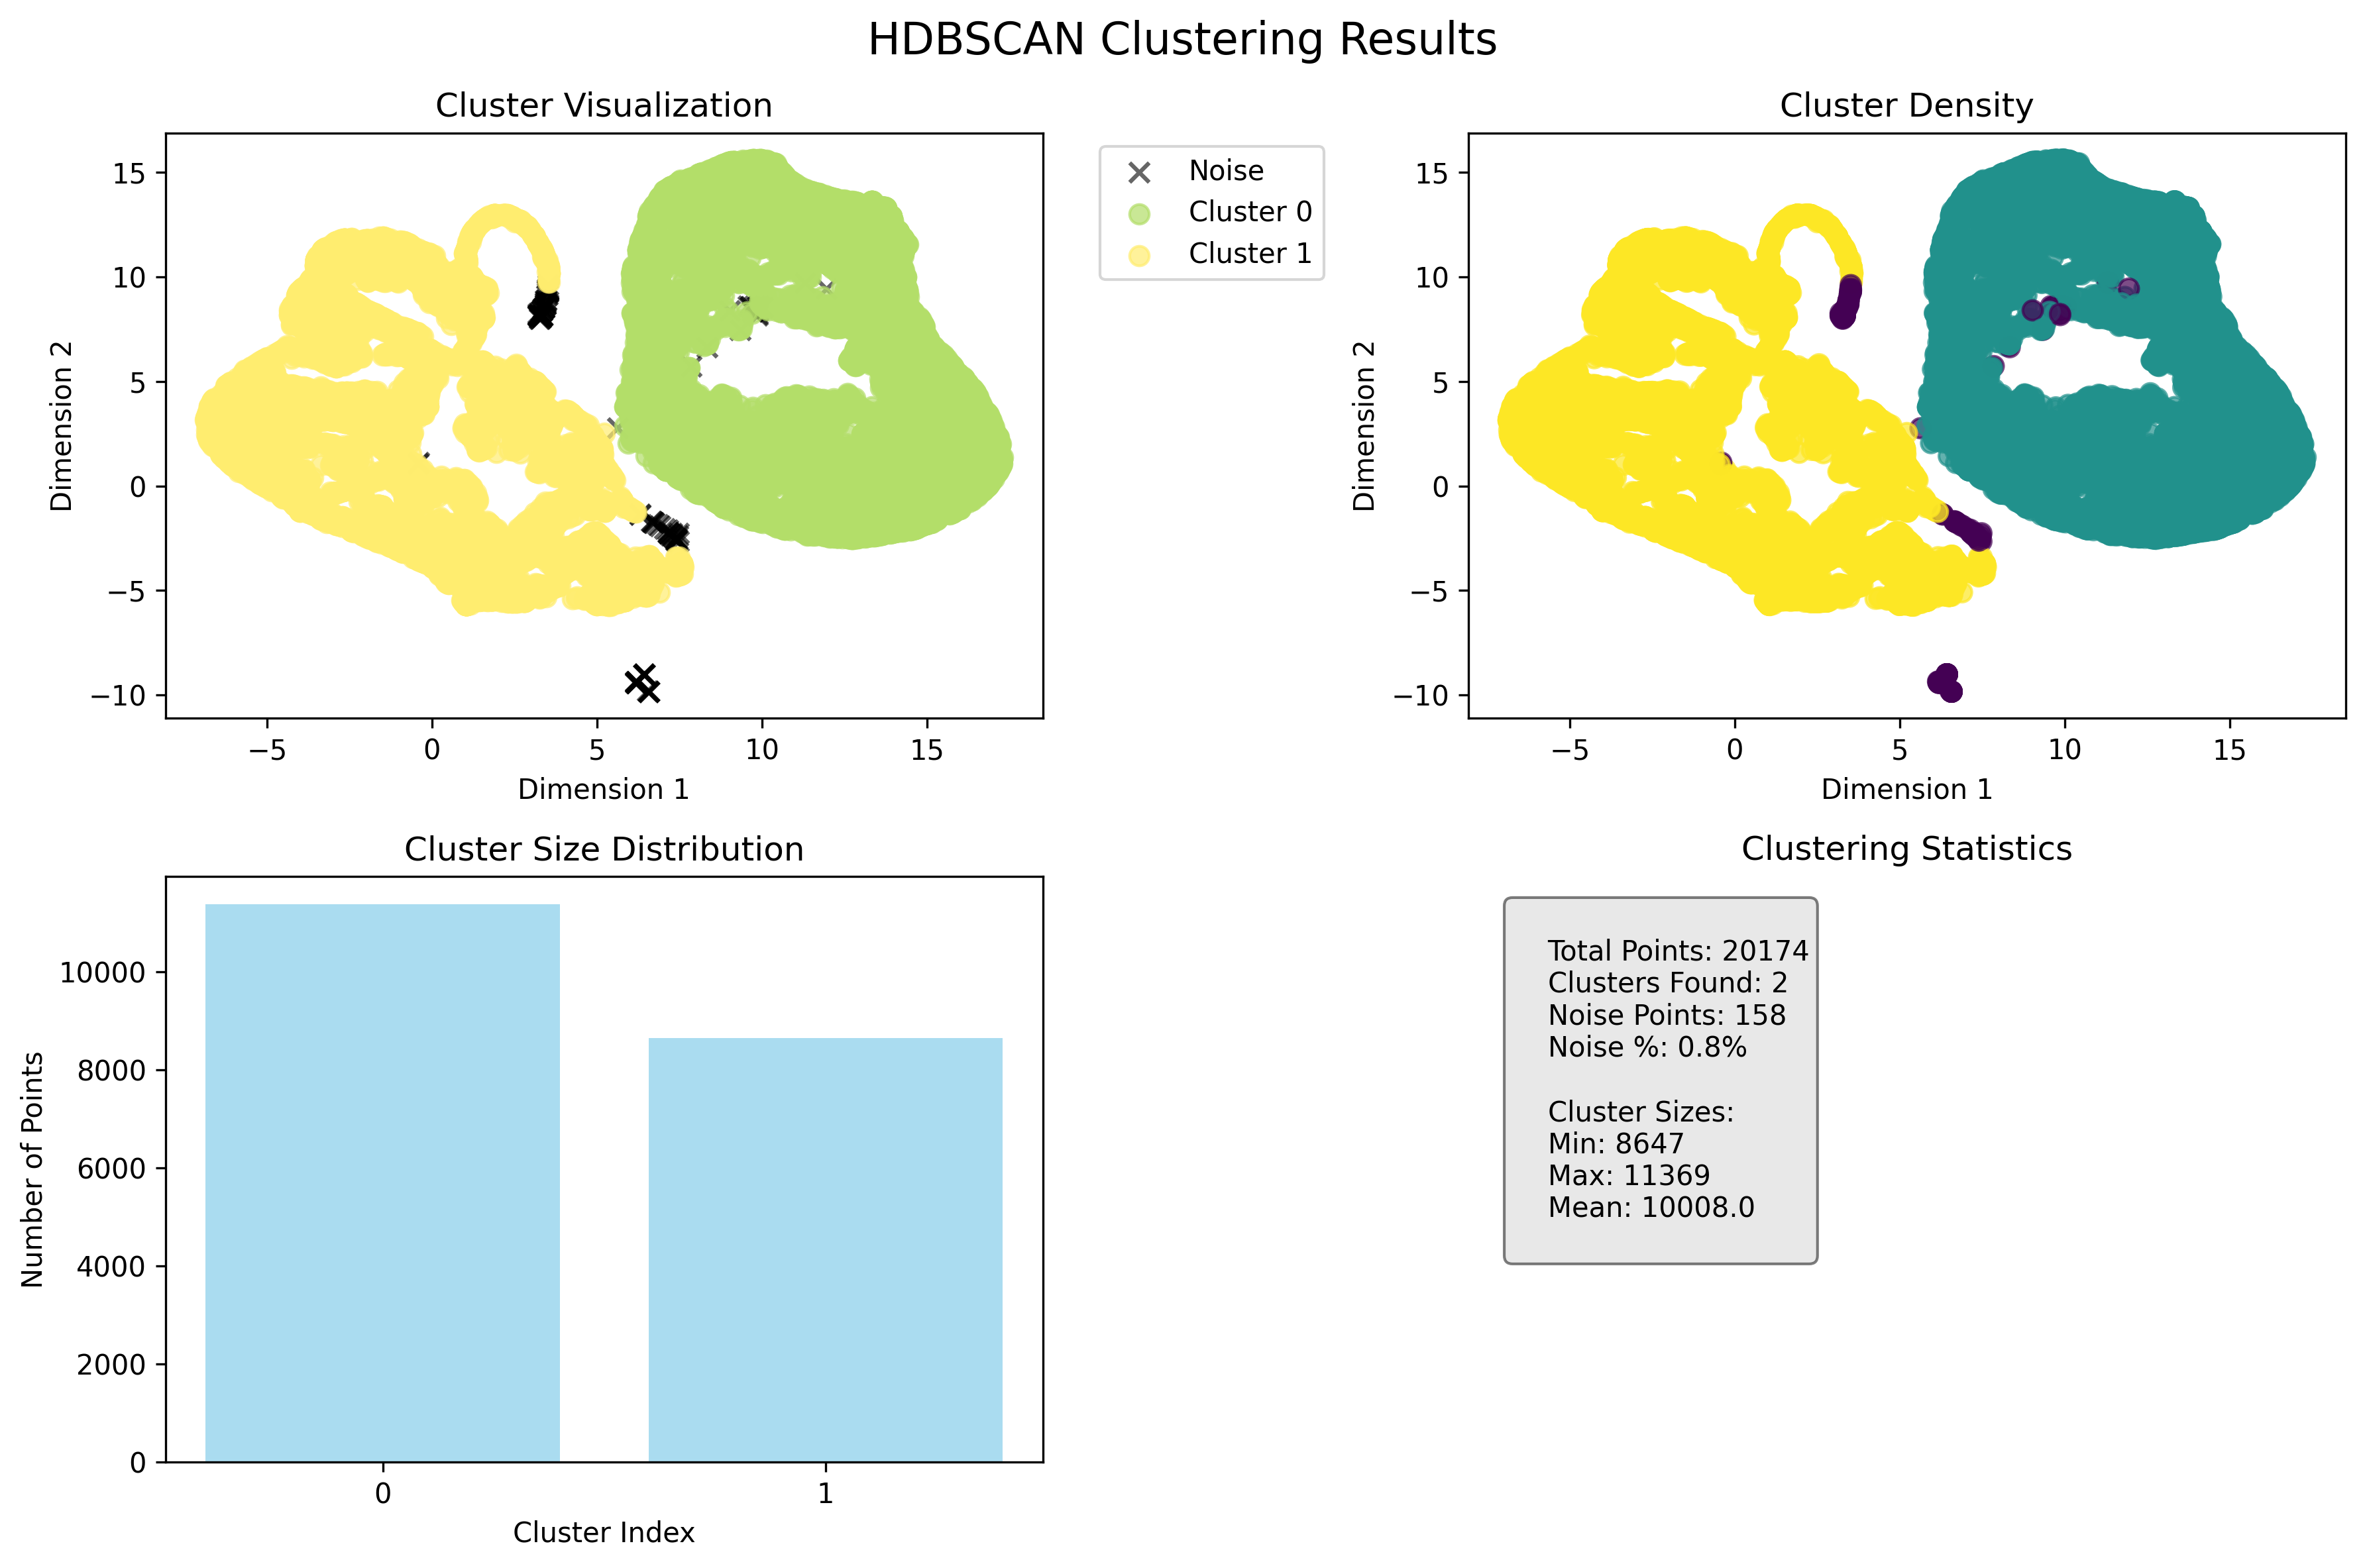 HDBSCAN Clustering Results
Cluster Visualization
15
10
5
0
−5
−10
−5
0
5
10
15
Dimension 2
Dimension 1
Noise
Cluster 0
Cluster 1
Cluster Density
15
10
5
0
−5
−10
−5
0
5
10
15
Dimension 2
Dimension 1
Cluster Size Distribution
10000
8000
6000
4000
2000
0
0
1
Number of Points
Cluster Index
Clustering Statistics
Total Points: 20174
Clusters Found: 2
Noise Points: 158
Noise %: 0.8%
Cluster Sizes:
Min: 8647
Max: 11369
Mean: 10008.0